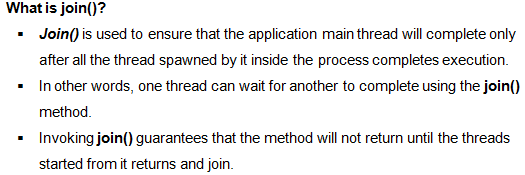 What is join()?
▪ Join() is used to ensure that the application main thread will complete only
after all the thread spawned by it inside the process completes execution.
▪ In other words, one thread can wait for another to complete using the join()
method.
▪ Invoking join() guarantees that the method will not return until the threads
started from it returns and join.